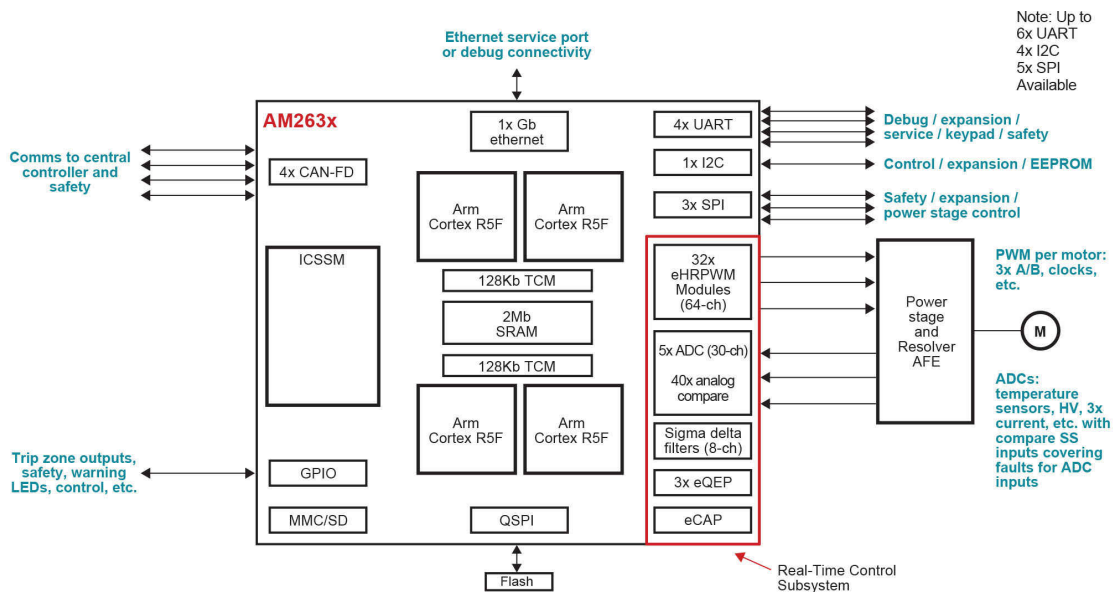 Note: Up to
6x UART
4x I2C
5x SPI
Available
Ethernet service port
or debug connectivity
AM263x
1x Gb
ethernet
4x UART
Debug / expansion /
service / keypad / safety
Comms to central
controller and
safety
4x CAN-FD
1x I2C
Control / expansion / EEPROM
Arm
Cortex R5F
Arm
Cortex R5F
3x SPI
Safety / expansion /
power stage control
ICSSM
32x
eHRPWM
Modules
(64-ch)
PWM per motor:
3x A/B, clocks,
etc.
128Kb TCM
2Mb
SRAM
128Kb TCM
5x ADC (30-ch)
40x analog
compare
Power
stage
and
Resolver
AFE
M
Arm
Cortex R5F
Arm
Cortex R5F
ADCs:
temperature
sensors, HV, 3x
current, etc. with
compare SS
inputs covering
faults for ADC
inputs
Sigma delta
filters (8-ch)
Trip zone outputs,
safety, warning
LEDs, control, etc.
GPIO
3x eQEP
MMC/SD
QSPI
eCAP
Flash
Real-Time Control
Subsystem